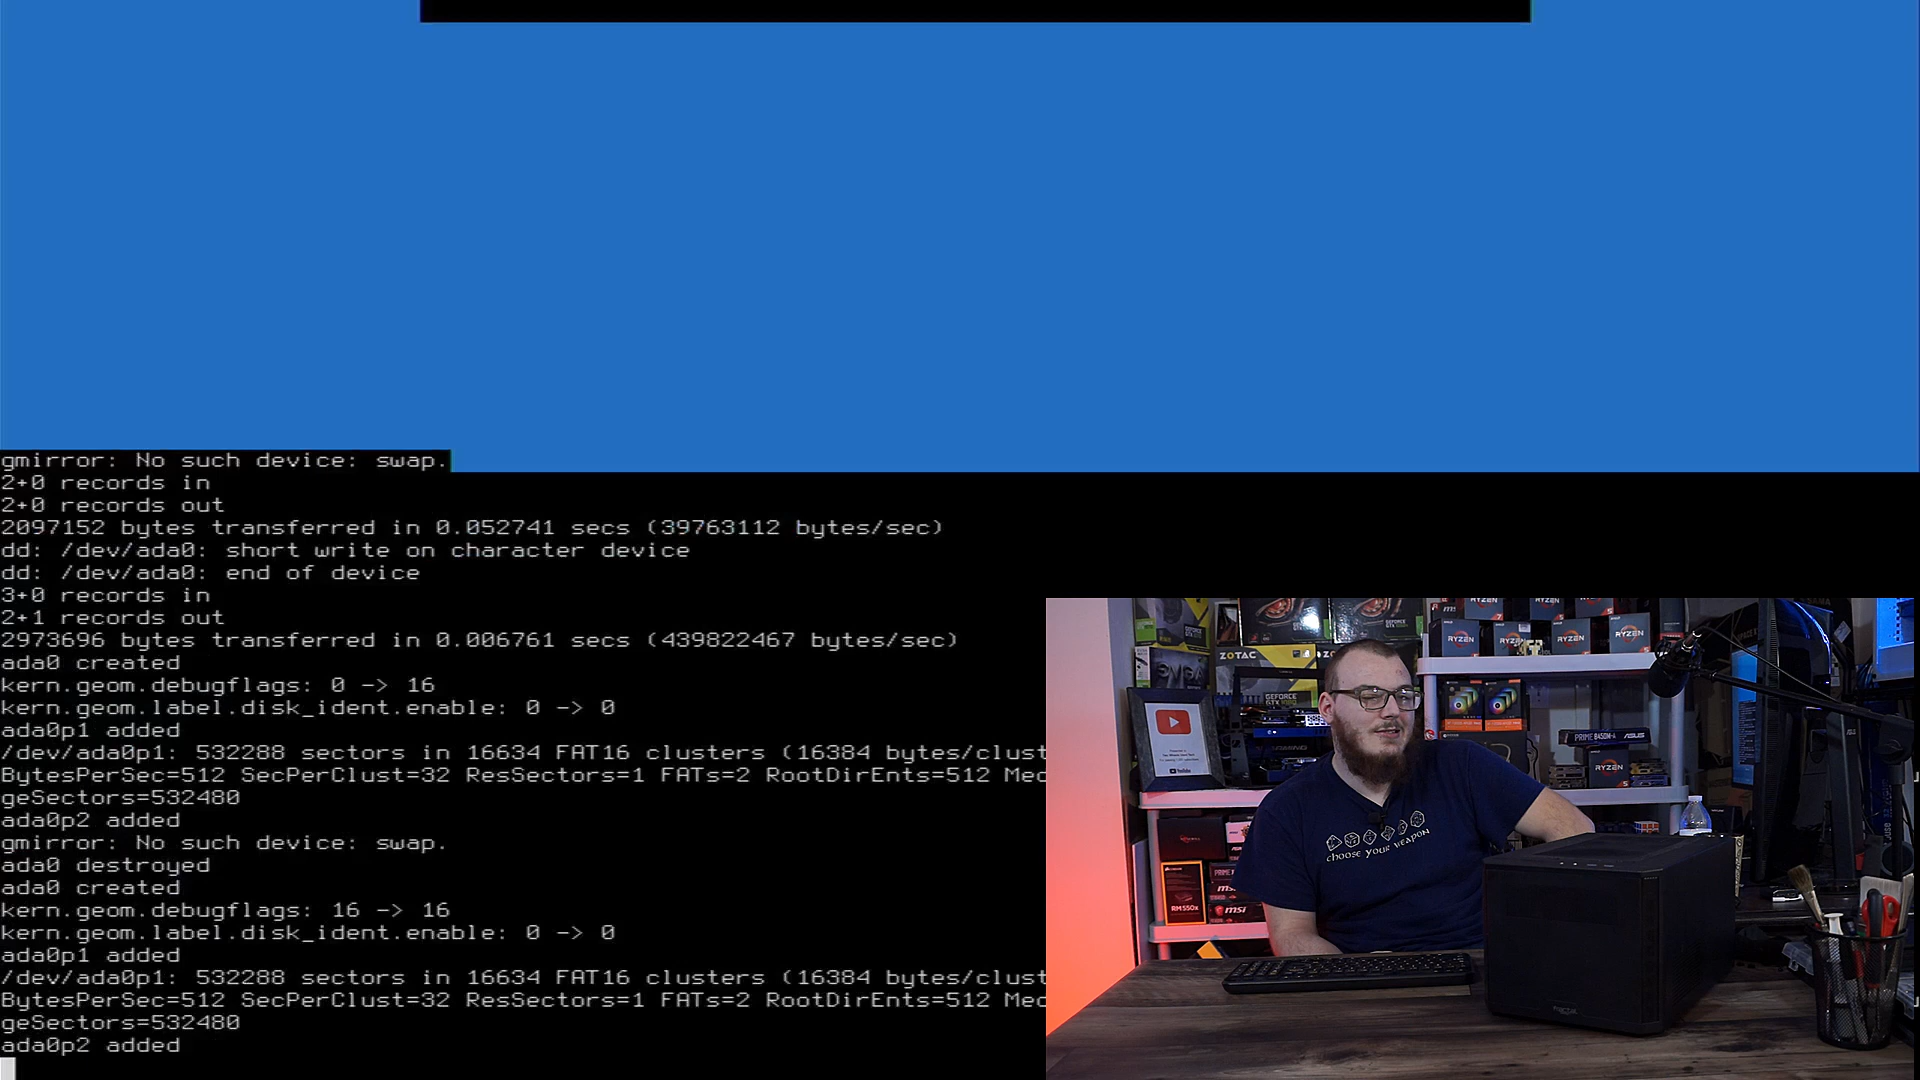 gmirror: No such device: swap.
2+0 records in
2+0 records out
2097152 bytes transferred in 0.052741 secs (39763112 bytes/sec)
dd: /dev/ada0: short write on character device
dd: /dev/ada0: end of device
3+0 records in
2+1 records out
2973696 bytes transferred in 0.006761 secs (439822467 bytes/sec)
ada0 created
kern.geom.debugflags: 0 -> 16
kern.geom.label.disk_ident.enable: 0 -> 0
ada0p1 added
/dev/ada0p1: 532288 sectors in 16634 FAT16 clusters (16384 bytes/clust
BytesPerSec=512 SecPerClust=32 ResSectors=1 FATs=2 RootDirEnts=512 Mec
geSectors=532480
ada0p2 added
gmirror: No such device: swap.
ada0 destroyed
ada0 created
kern.geom.debugflags: 16 -> 16
kern.geom.label.disk_ident.enable: 0 -> 0
ada0p1 added
/dev/ada0p1: 532288 sectors in 16634 FAT16 clusters (16384 bytes/clust
BytesPerSec=512 SecPerClust=32 ResSectors=1 FATs=2 RootDirEnts=512 Mec
geSectors=532480
ada0p2 added
ZOTAC
RYZEN
RYZEN
RYZEN
RYZEN
GEFORCE
PRIME B450M-A
ASUS
RYZEN
YouTube
choose your weapon
RM550x
msi